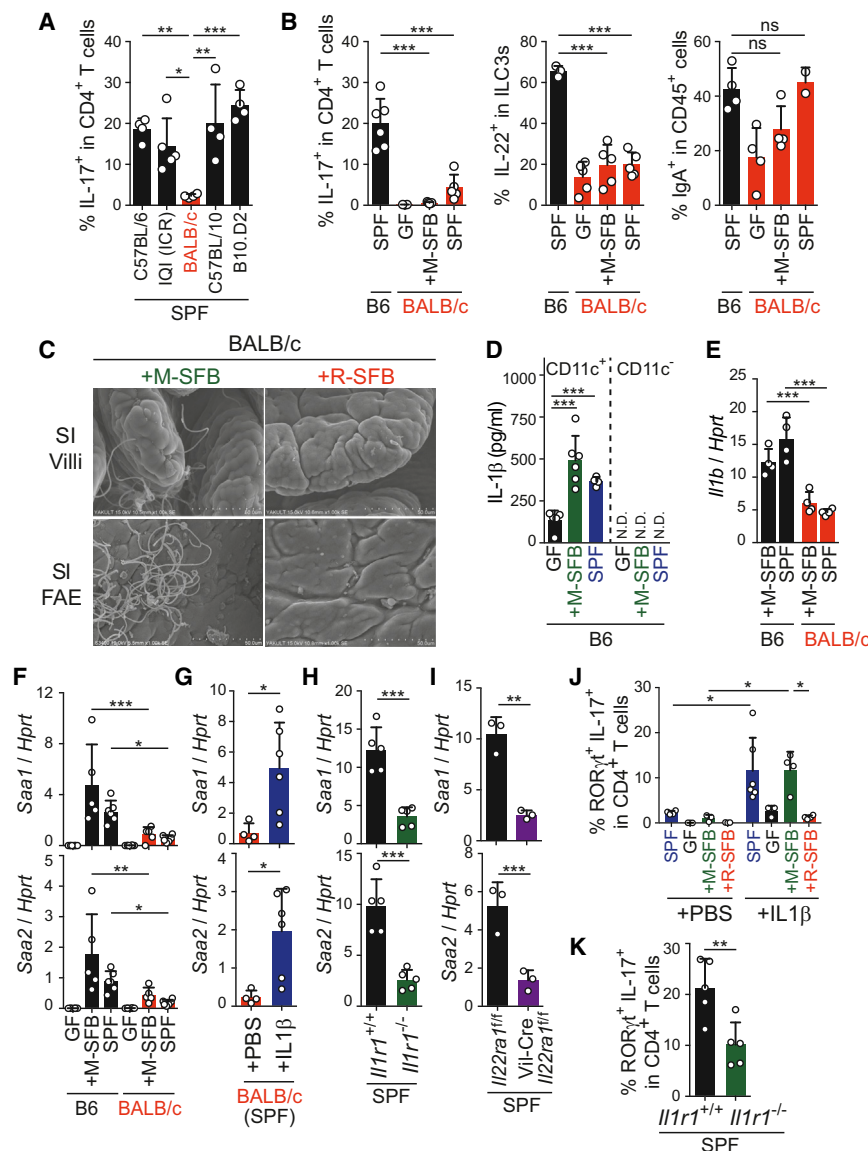 A
% IL-17+ in CD4+ T cells
40
30
20
10
0
**
***
**
*
C57BL/6
IQI (ICR)
BALB/c
C57BL/10
B10.D2
SPF
B
% IL-17+ in CD4+ T cells
40
30
20
10
0
***
***
SPF
GF
+M-SFB
SPF
B6
BALB/c
% IL-22+ in ILC3s
80
60
40
20
0
***
***
SPF
GF
+M-SFB
SPF
B6
BALB/c
% IgA+ in CD45+ cells
80
60
40
20
0
ns
ns
SPF
GF
+M-SFB
SPF
B6
BALB/c
C
BALB/c
+M-SFB
+R-SFB
SI
Villi
SI
FAE
D
CD11c+
CD11c-
IL-1β (pg/ml)
1000
750
500
250
0
***
***
N.D.
N.D.
N.D.
GF
+M-SFB
SPF
GF
+M-SFB
SPF
B6
E
Il1b / Hprt
25
20
15
10
5
0
***
***
+M-SFB
SPF
+M-SFB
SPF
B6
BALB/c
F
Saa1 / Hprt
12
8
4
0
***
*
Saa2 / Hprt
6
4
2
0
**
*
GF
+M-SFB
SPF
GF
+M-SFB
SPF
B6
BALB/c
G
Saa1 / Hprt
10
5
0
*
Saa2 / Hprt
4
3
2
1
0
*
+PBS
+IL1β
BALB/c
(SPF)
H
Saa1 / Hprt
20
15
10
5
0
***
Saa2 / Hprt
15
10
5
0
***
Il1r1+/+
Il1r1-/-
SPF
I
Saa1 / Hprt
15
10
5
0
**
Saa2 / Hprt
8
6
4
2
0
***
Il22ra1f/f
Vil-Cre
Il22ra1f/f
SPF
J
% RORγt+ IL-17+
in CD4+ T cells
40
30
20
10
0
*
*
*
SPF
GF
+M-SFB
+R-SFB
SPF
GF
+M-SFB
+R-SFB
+PBS
+IL1β
K
% RORγt+ IL-17+
in CD4+ T cells
30
20
10
0
**
Il1r1+/+
Il1r1-/-
SPF